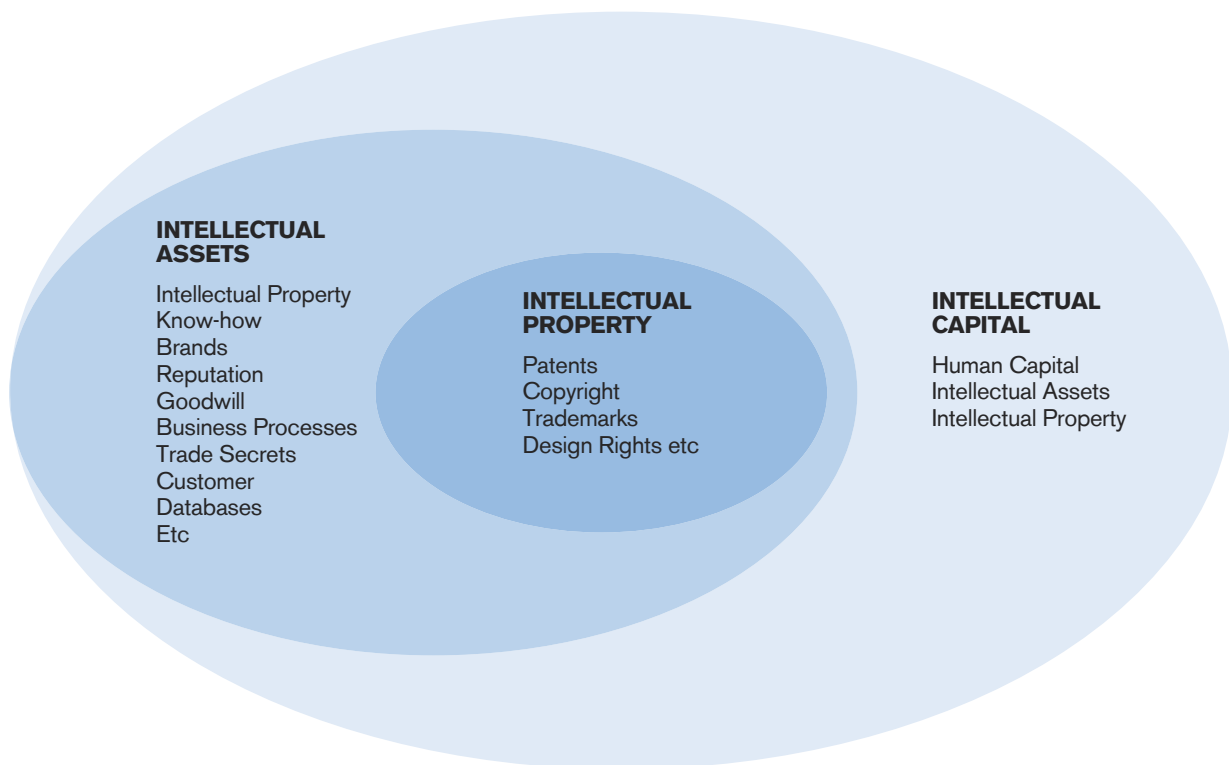 INTELLECTUAL
ASSETS
Intellectual Property
Know-how
Brands
Reputation
Goodwill
Business Processes
Trade Secrets
Customer
Databases
Etc
INTELLECTUAL
PROPERTY
Patents
Copyright
Trademarks
Design Rights etc
INTELLECTUAL
CAPITAL
Human Capital
Intellectual Assets
Intellectual Property